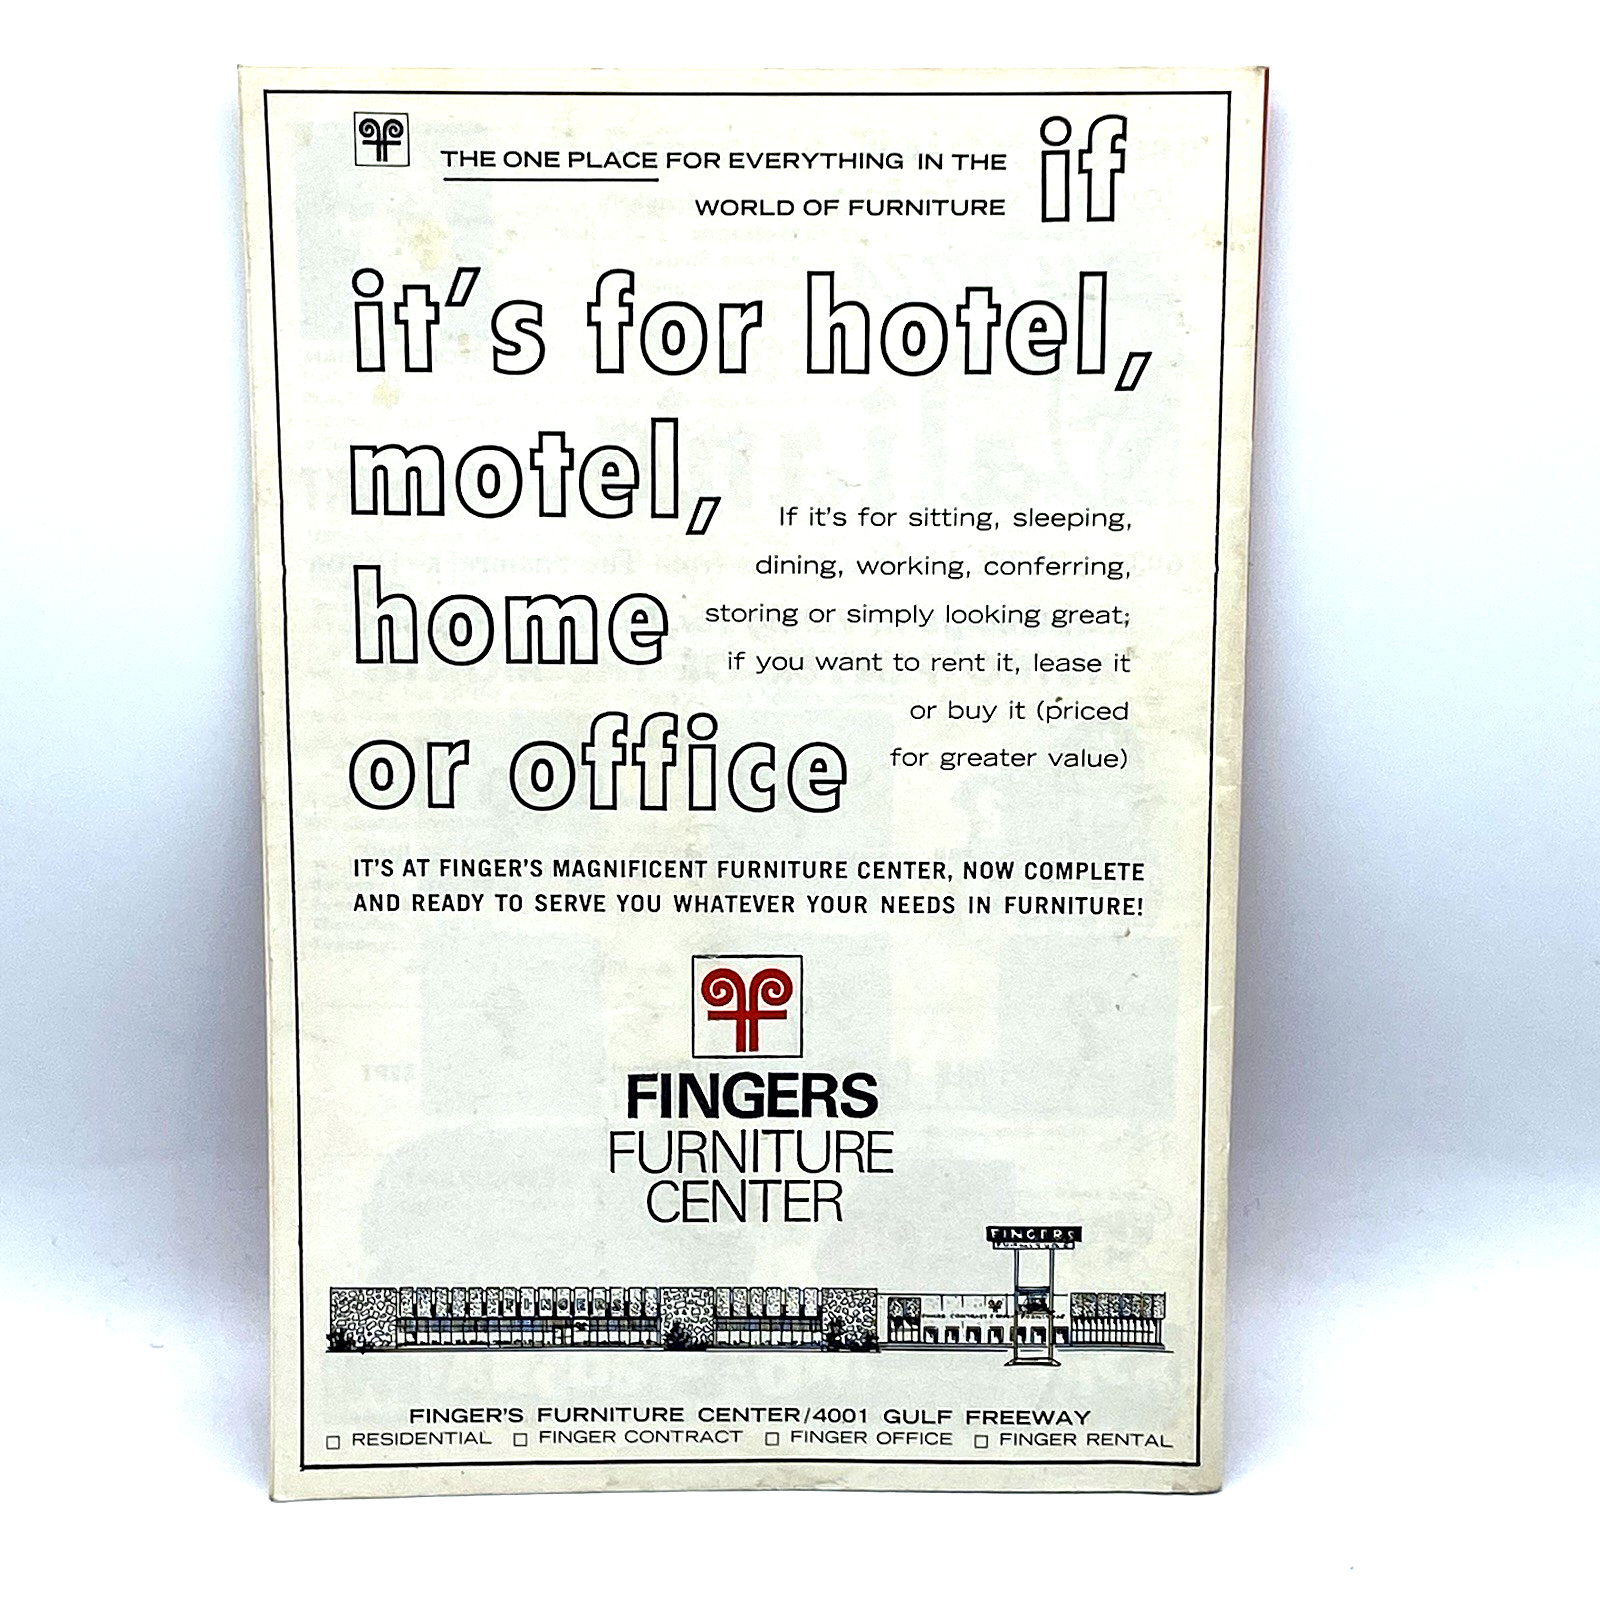 THE ONE PLACE FOR EVERYTHING IN THE
WORLD OF FURNITURE
if
it's for hotel,
motel,
home
or office
If it's for sitting, sleeping,
dining, working, conferring,
storing or simply looking great;
if you want to rent it, lease it
or buy it (priced
for greater value)
IT'S AT FINGER'S MAGNIFICENT FURNITURE CENTER, NOW COMPLETE
AND READY TO SERVE YOU WHATEVER YOUR NEEDS IN FURNITURE!
FINGERS
FURNITURE
CENTER
FINGERS
FURNITURE
FINGERS
FINGER'S FURNITURE CENTER/4001 GULF FREEWAY
□ RESIDENTIAL □ FINGER CONTRACT □ FINGER OFFICE □ FINGER RENTAL